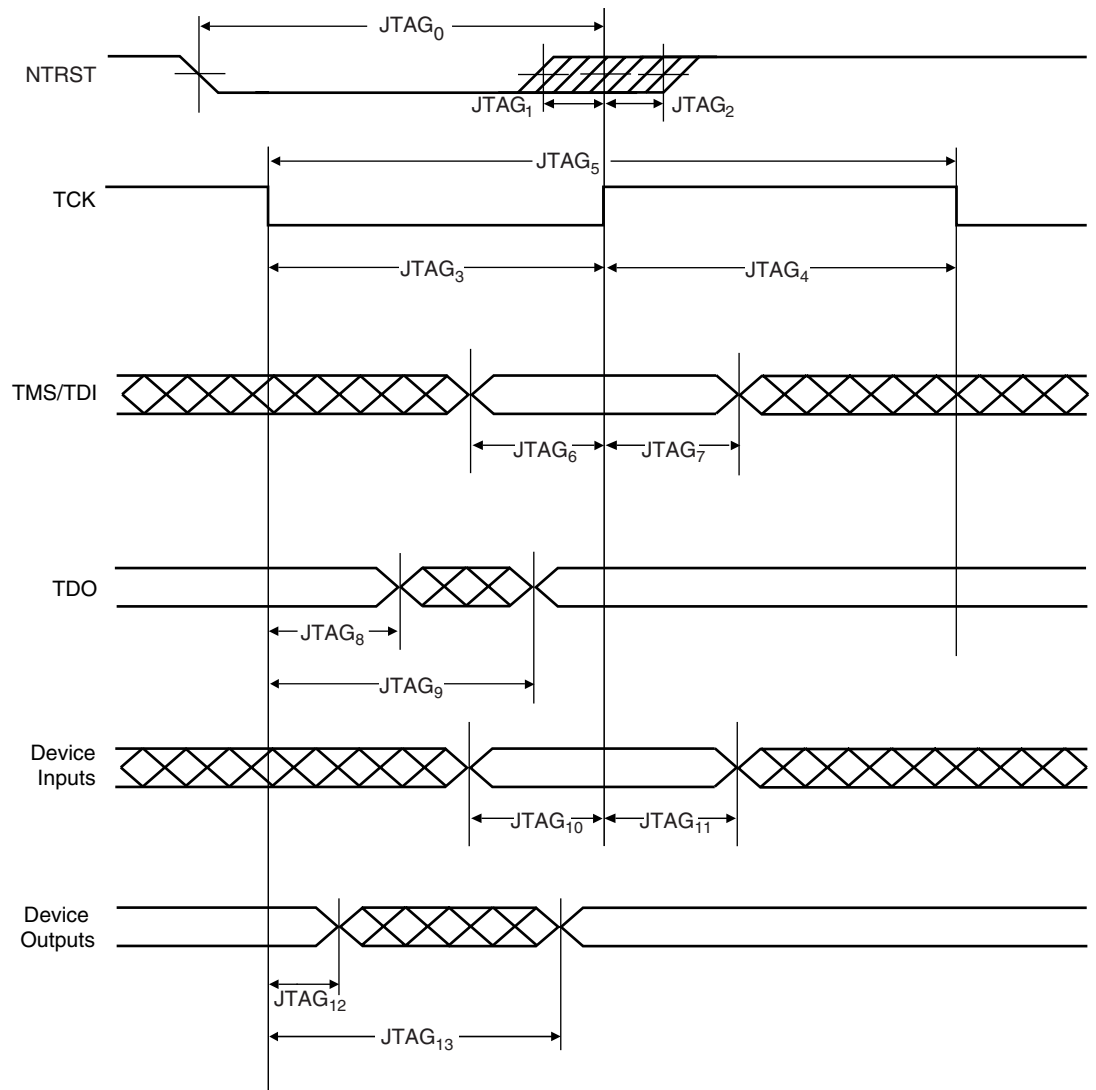 JTAG₀
NTRST
JTAG₁
JTAG₂
JTAG₅
TCK
JTAG₃
JTAG₄
TMS/TDI
JTAG₆
JTAG₇
TDO
JTAG₈
JTAG₉
Device
Inputs
JTAG₁₀
JTAG₁₁
Device
Outputs
JTAG₁₂
JTAG₁₃